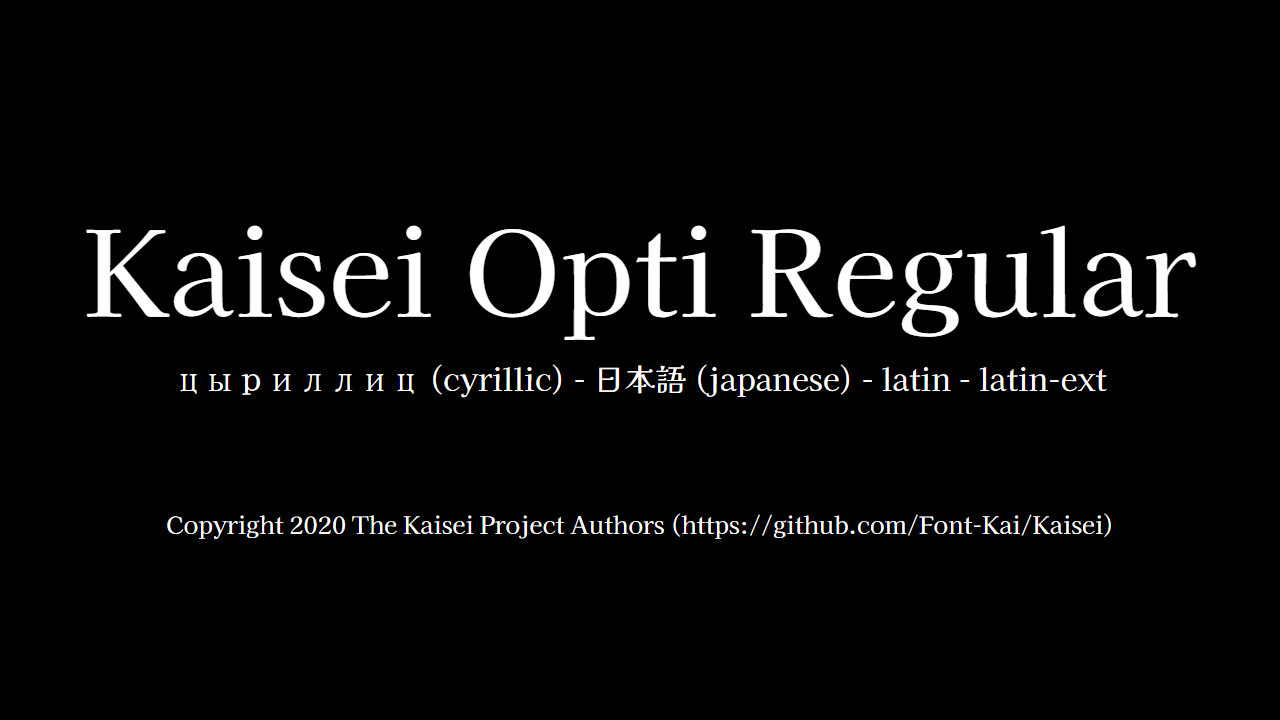 Kaisei Opti Regular
цыриллиц (cyrillic) - 日本語 (japanese) - latin - latin-ext
Copyright 2020 The Kaisei Project Authors (https://github.com/Font-Kai/Kaisei)